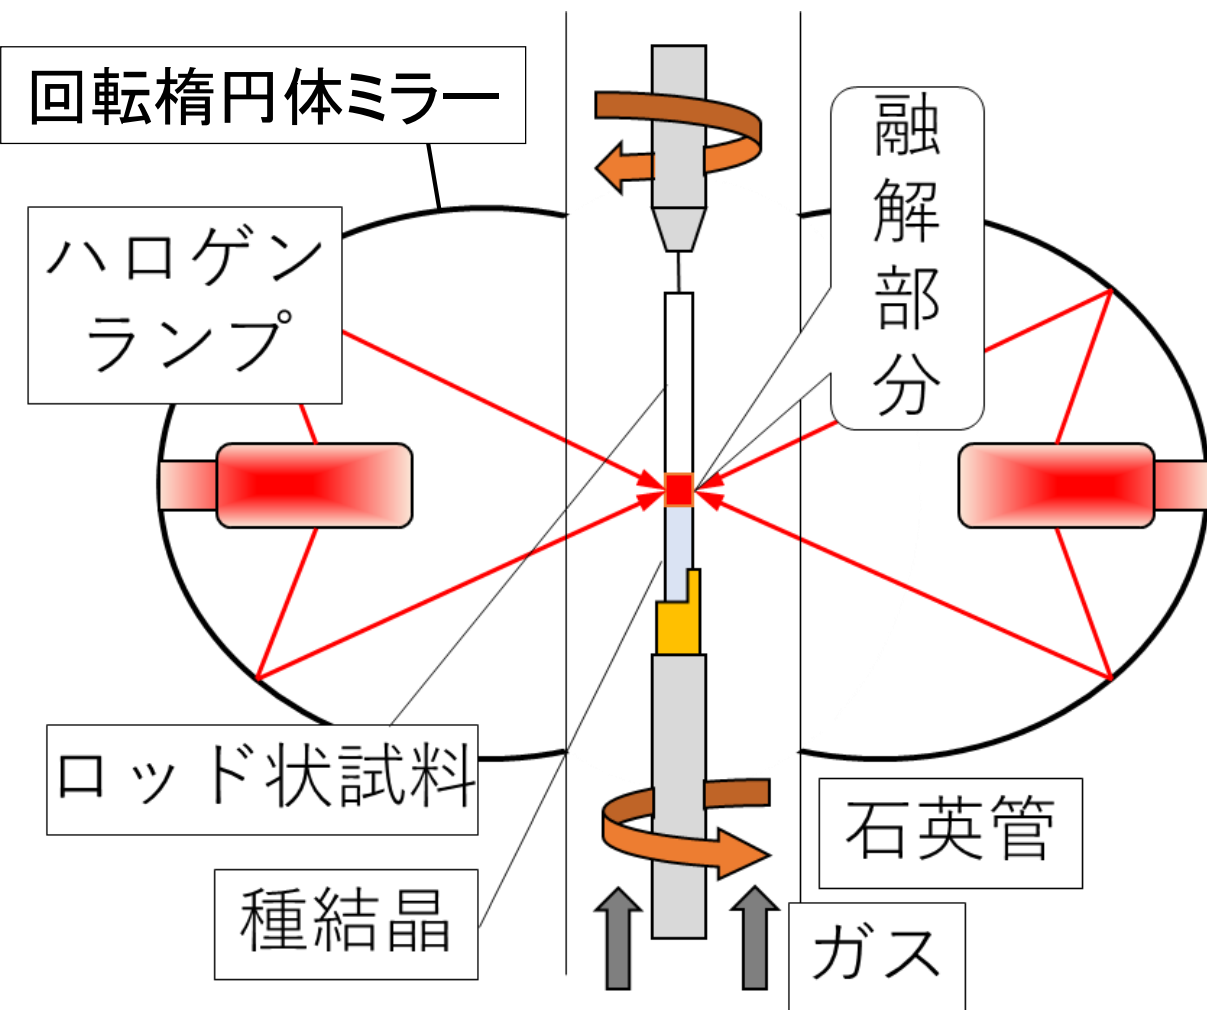 回転楕円体ミラー
ハロゲン
ランプ
融
解
部
分
ロッド状試料
種結晶
石英管
ガス